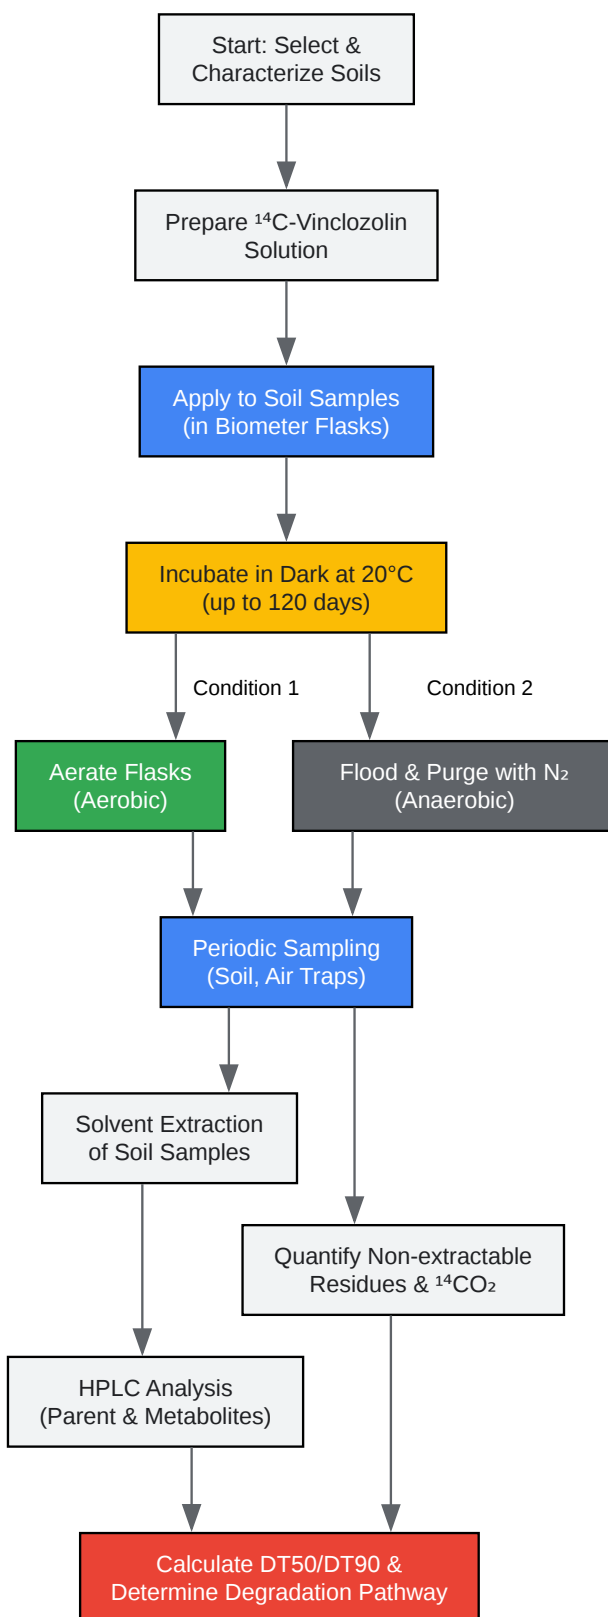 Start: Select &
Characterize Soils
Prepare ¹⁴C-Vinclozolin
Solution
Apply to Soil Samples
(in Biometer Flasks)
Incubate in Dark at 20°C
(up to 120 days)
Condition 1
Condition 2
Aerate Flasks
(Aerobic)
Flood & Purge with N₂
(Anaerobic)
Periodic Sampling
(Soil, Air Traps)
Solvent Extraction
of Soil Samples
Quantify Non-extractable
Residues & ¹⁴CO₂
HPLC Analysis
(Parent & Metabolites)
Calculate DT50/DT90 &
Determine Degradation Pathway